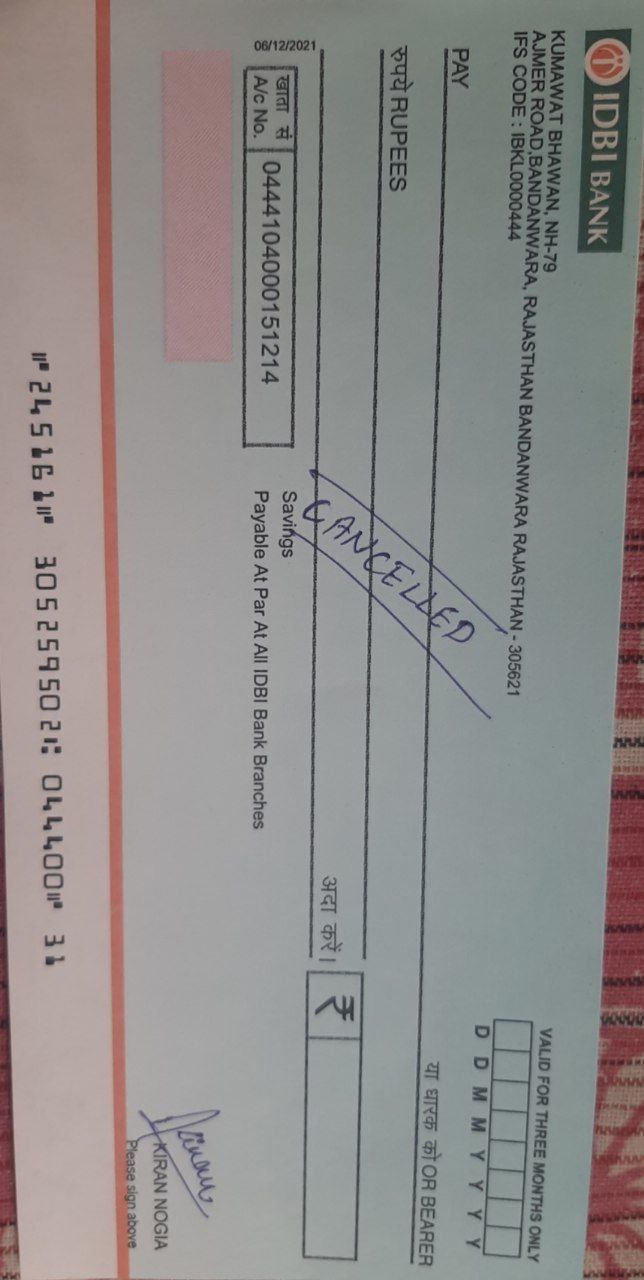 IDBI BANK
KUMAWAT BHAWAN, NH-79
AJMER ROAD,BANDANWARA, RAJASTHAN BANDANWARA RAJASTHAN - 305621
IFS CODE : IBKL0000444
VALID FOR THREE MONTHS ONLY
D D M M Y Y Y Y
PAY
या धारक को OR BEARER
रुपये RUPEES
CANCELLED
अदा करें।
₹
06/12/2021
खाता सं
A/c No.
0444104000151214
Savings
Payable At Par At All IDBI Bank Branches
KIRAN NOGIA
Please sign above
⑈245161⑈ 305259502⑆ 044400⑈ 31